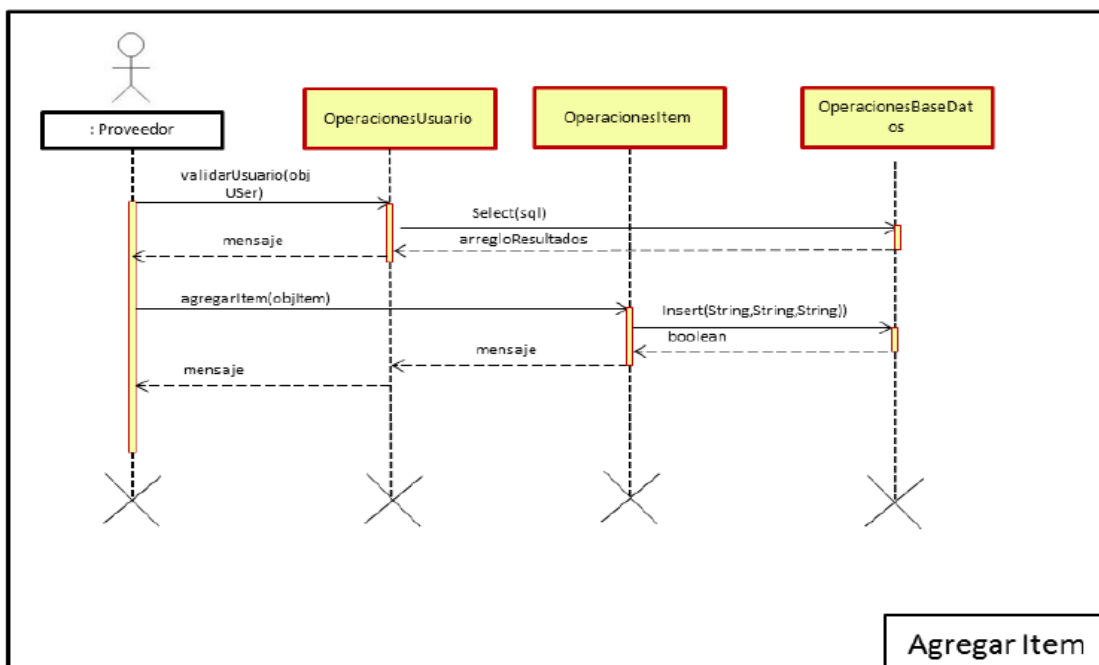 : Proveedor
OperacionesUsuario
OperacionesItem
OperacionesBaseDat
os
validarUsuario(obj
USer)
Select(sql)
arregloResultados
mensaje
agregarItem(objItem)
Insert(String,String,String))
boolean
mensaje
mensaje
Agregar Item